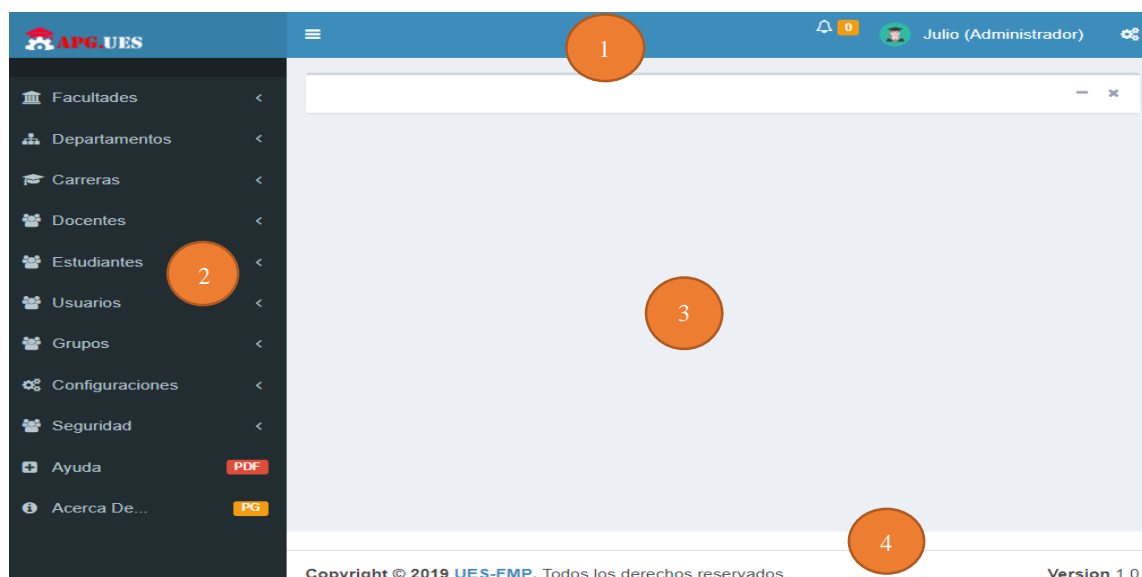 APG.UES
1
0
Julio (Administrador)
Facultades
Departamentos
Carreras
Docentes
Estudiantes
2
Usuarios
Grupos
Configuraciones
Seguridad
Ayuda PDF
Acerca De... PG
3
4
Copyright © 2019 UES-FMP. Todos los derechos reservados
Version 1.0